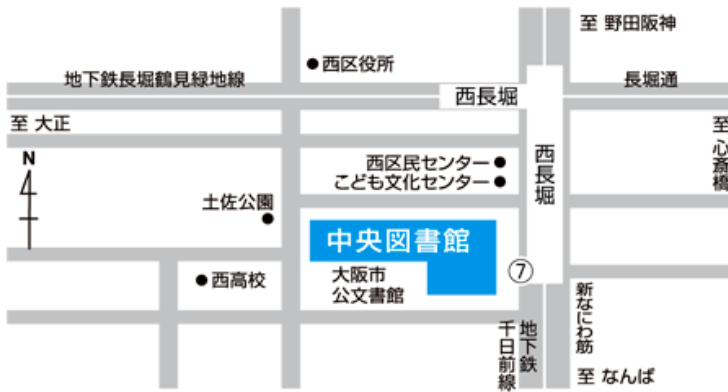 至 野田阪神
西区役所
地下鉄長堀鶴見緑地線
西長堀
長堀通
至 大正
至 心斎橋
N
西区民センター
こども文化センター
西長堀
土佐公園
中央図書館
西高校
大阪市
公文書館
⑦
新なにわ筋
地下鉄
千日前線
至 なんば